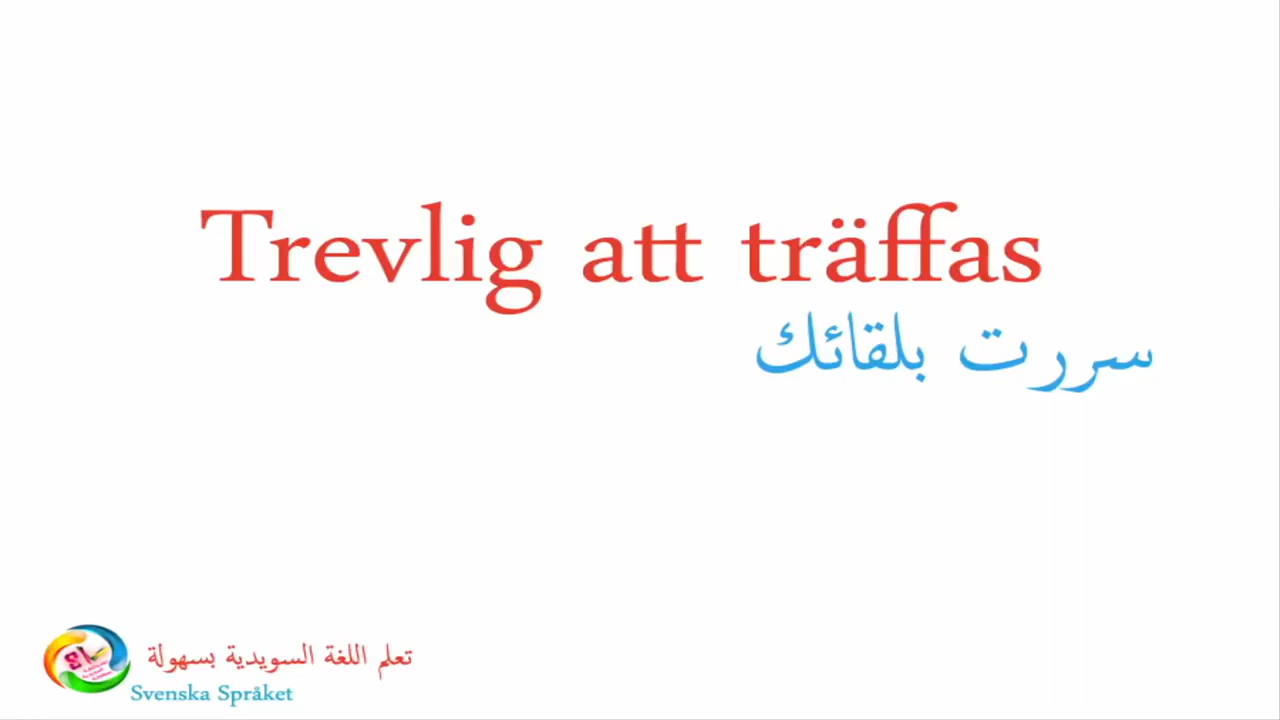 Trevlig att träffas
سررت بلقائك
تعلم اللغة السويدية بسهولة
Svenska Språket